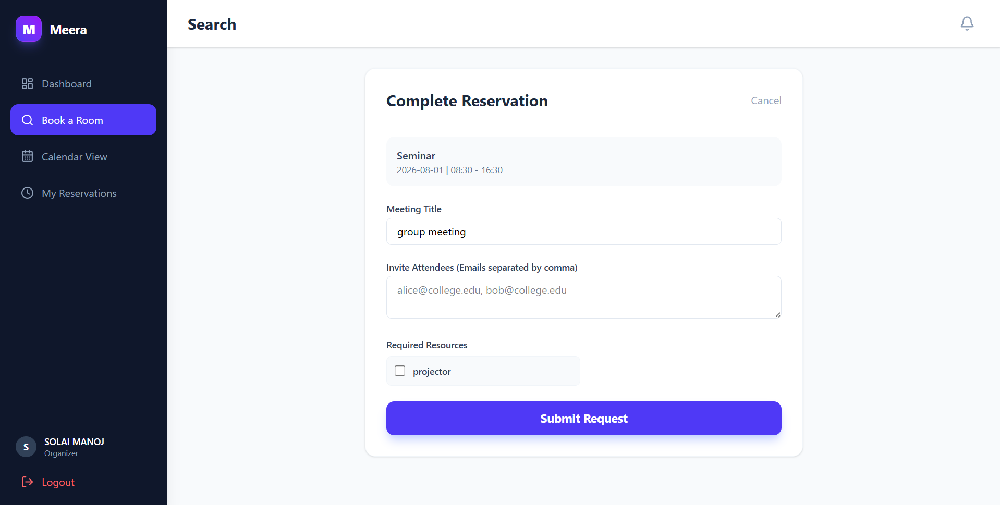 M
Meera
Dashboard
Book a Room
Calendar View
My Reservations
S
SOLAI MANOJ
Organizer
Logout
Search
Complete Reservation
Cancel
Seminar
2026-08-01 | 08:30 - 16:30
Meeting Title
group meeting
Invite Attendees (Emails separated by comma)
alice@college.edu, bob@college.edu
Required Resources
projector
Submit Request